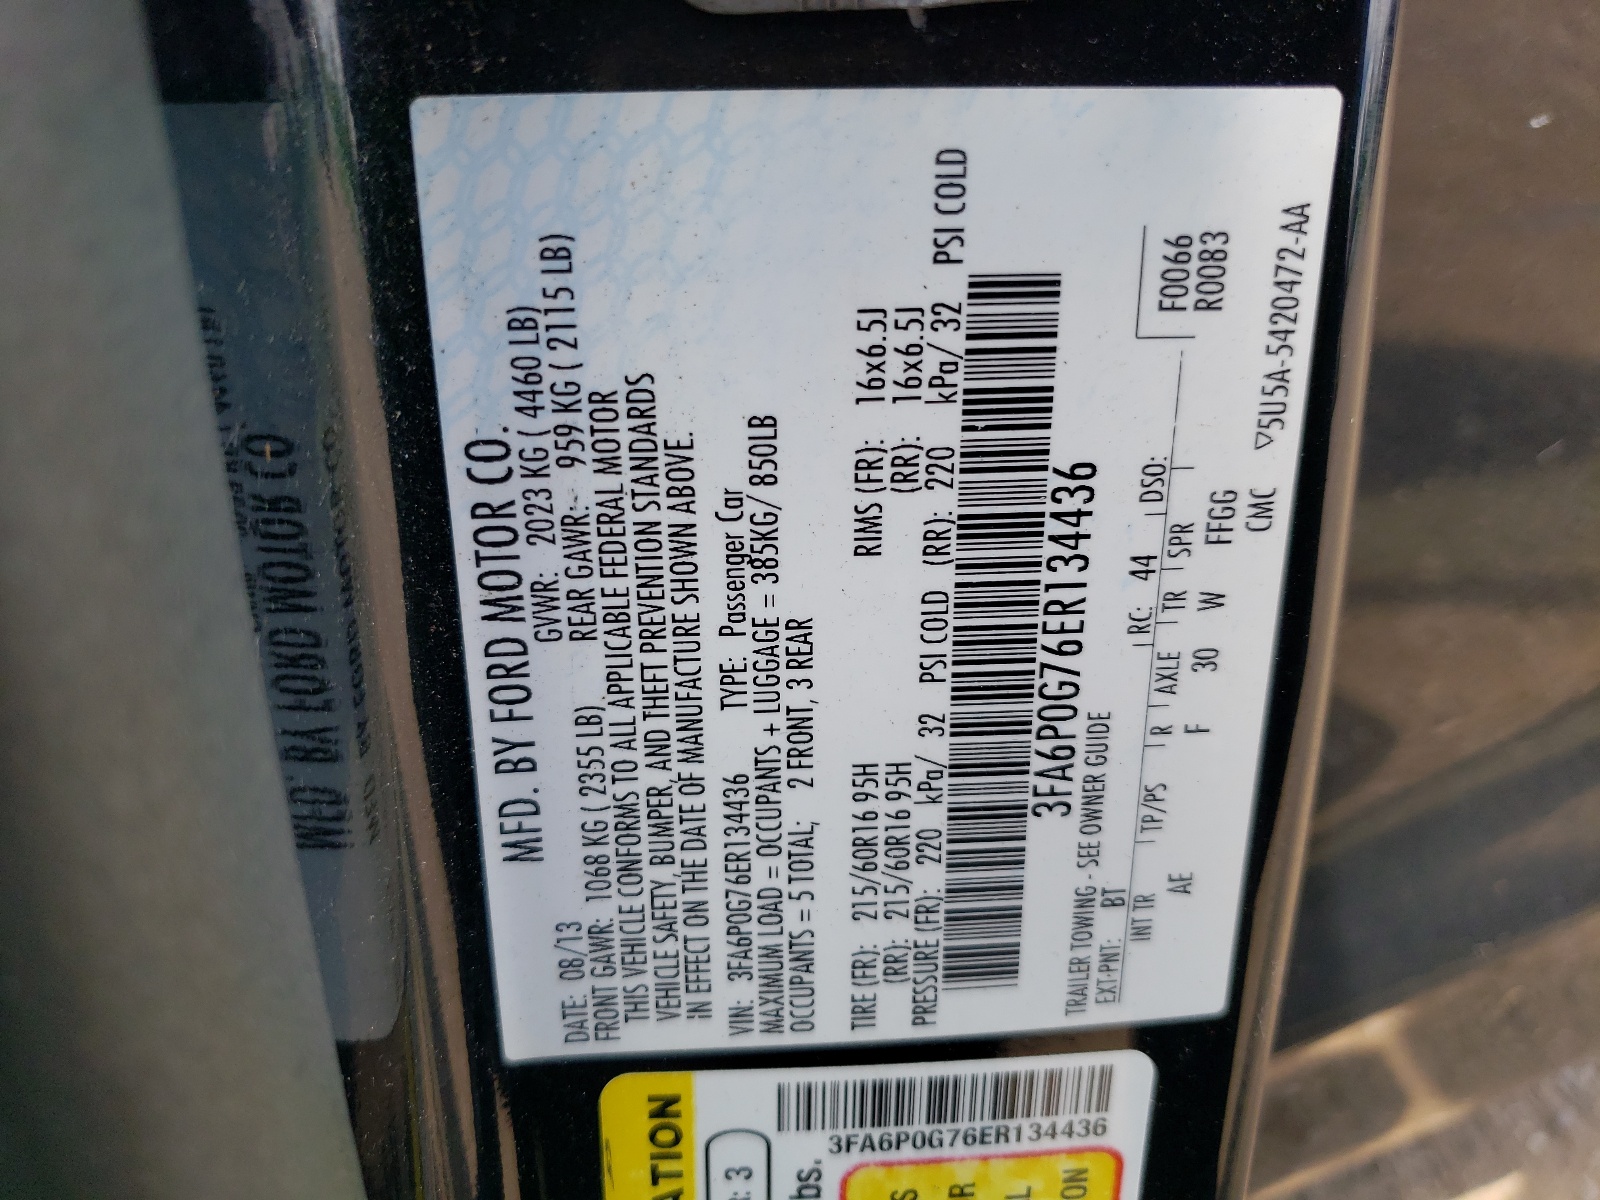 MFD. BY FORD MOTOR CO.
DATE: 08/13 GVWR: 2023 KG ( 4460 LB)
FRONT GAWR: 1068 KG ( 2355 LB) REAR GAWR: 959 KG ( 2115 LB)
THIS VEHICLE CONFORMS TO ALL APPLICABLE FEDERAL MOTOR
VEHICLE SAFETY, BUMPER, AND THEFT PREVENTION STANDARDS
IN EFFECT ON THE DATE OF MANUFACTURE SHOWN ABOVE.
VIN: 3FA6P0G76ER134436 TYPE: Passenger Car
MAXIMUM LOAD = OCCUPANTS + LUGGAGE = 385KG/ 850LB
OCCUPANTS = 5 TOTAL; 2 FRONT, 3 REAR
TIRE (FR): 215/60R16 95H RIMS (FR): 16x6.5J
(RR): 215/60R16 95H (RR): 16x6.5J
PRESSURE (FR): 220 kPa/ 32 PSI COLD (RR): 220 kPa/ 32 PSI COLD
3FA6P0G76ER134436
TRAILER TOWING - SEE OWNER GUIDE
EXT PNT: BT RC: 44 DSO:
INT TR TP/PS R AXLE TR SPR
AE F 30 W FFGG
F0066
R0083
CMC ▽5U5A-5420472-AA
ATION
: 3
bs.
3FA6P0G76ER134436
S
R
L
ON